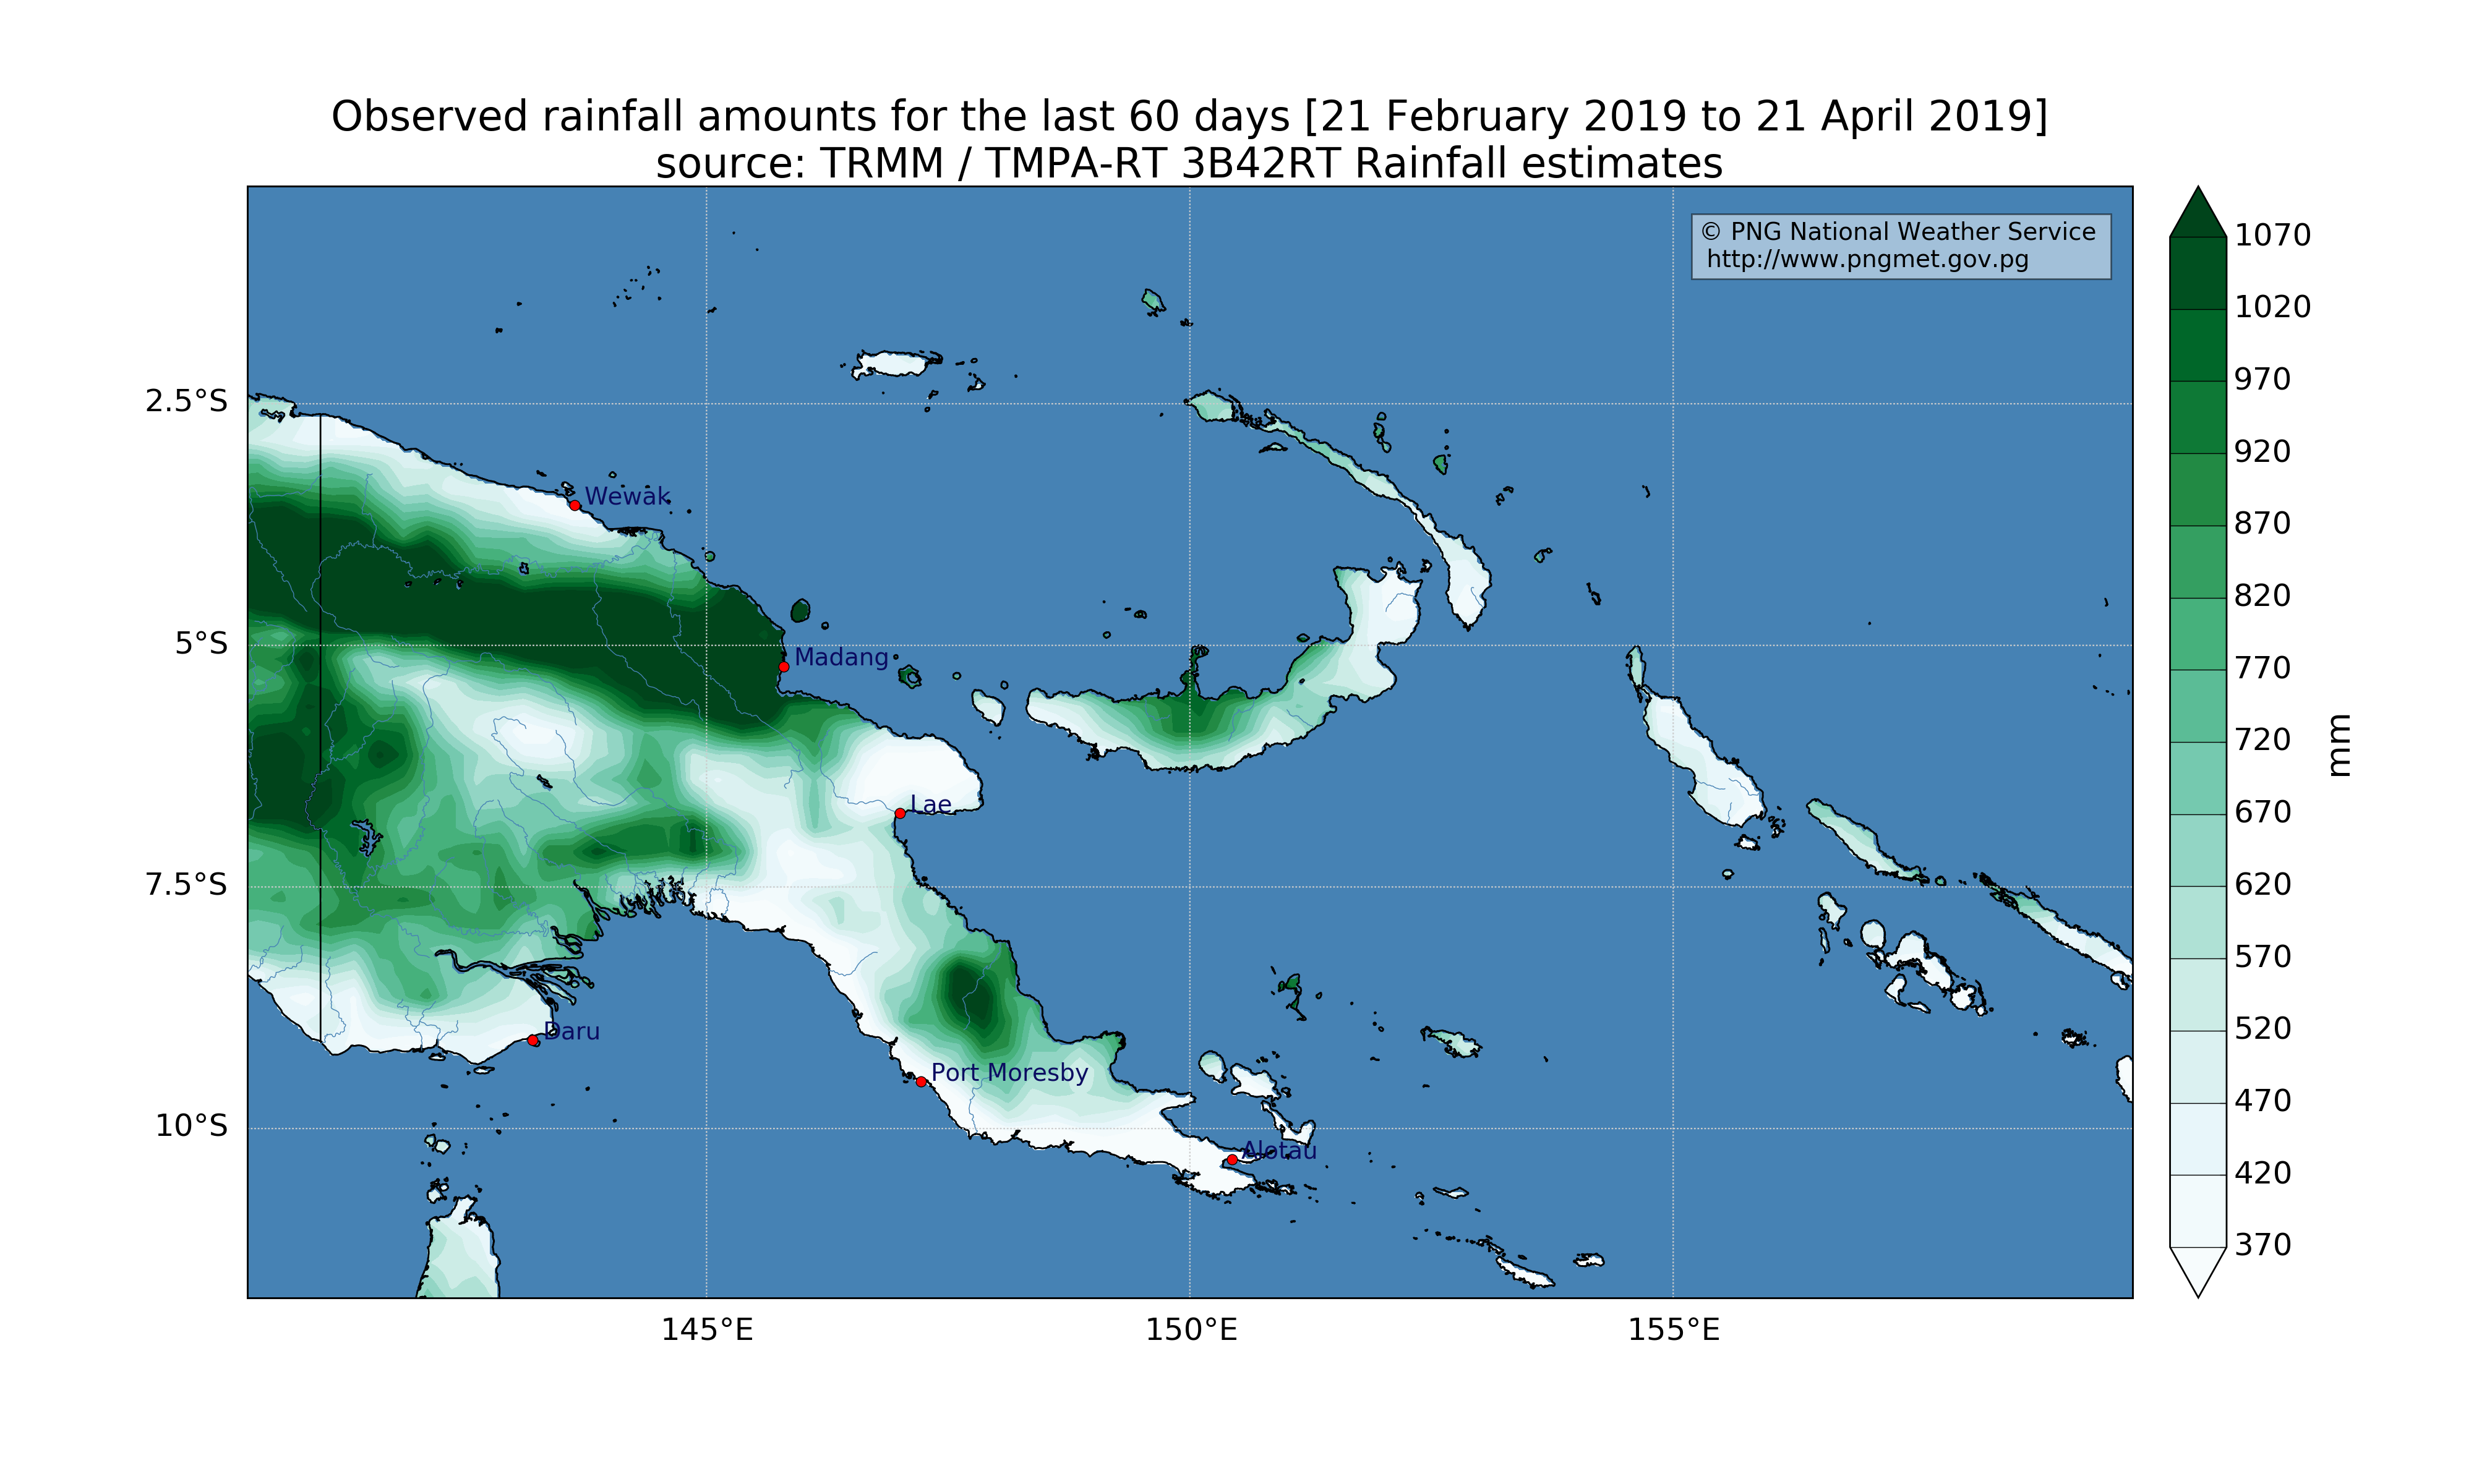 Observed rainfall amounts for the last 60 days [21 February 2019 to 21 April 2019]
source: TRMM / TMPA-RT 3B42RT Rainfall estimates
© PNG National Weather Service
http://www.pngmet.gov.pg
1070
1020
970
920
870
820
770
720
670
620
570
520
470
420
370
mm
2.5°S
5°S
7.5°S
10°S
Wewak
Madang
Lae
Daru
Port Moresby
Alotau
145°E
150°E
155°E